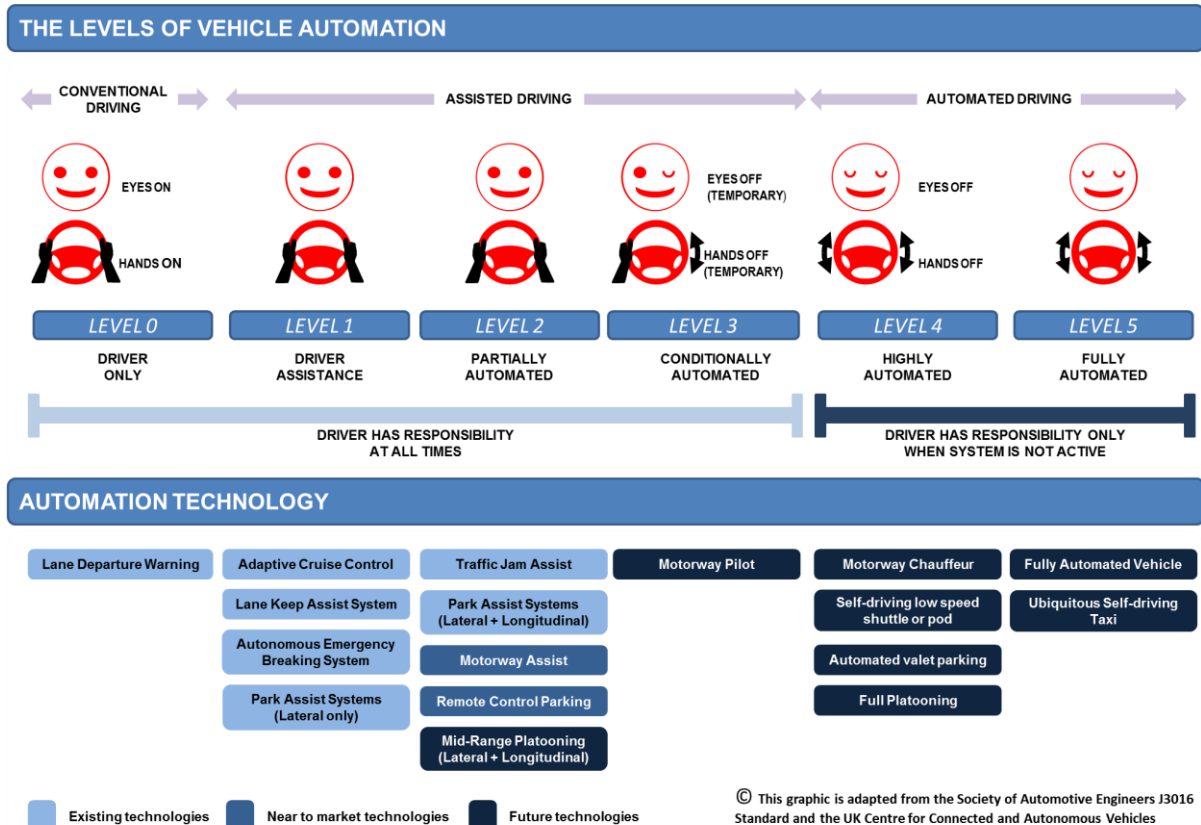 THE LEVELS OF VEHICLE AUTOMATION
CONVENTIONAL
DRIVING
ASSISTED DRIVING
AUTOMATED DRIVING
EYES ON
HANDS ON
EYES OFF
(TEMPORARY)
HANDS OFF
(TEMPORARY)
EYES OFF
HANDS OFF
LEVEL 0
LEVEL 1
LEVEL 2
LEVEL 3
LEVEL 4
LEVEL 5
DRIVER
ONLY
DRIVER
ASSISTANCE
PARTIALLY
AUTOMATED
CONDITIONALLY
AUTOMATED
HIGHLY
AUTOMATED
FULLY
AUTOMATED
DRIVER HAS RESPONSIBILITY
AT ALL TIMES
DRIVER HAS RESPONSIBILITY ONLY
WHEN SYSTEM IS NOT ACTIVE
AUTOMATION TECHNOLOGY
Lane Departure Warning
Adaptive Cruise Control
Lane Keep Assist System
Autonomous Emergency
Breaking System
Park Assist Systems
(Lateral only)
Traffic Jam Assist
Park Assist Systems
(Lateral + Longitudinal)
Motorway Assist
Remote Control Parking
Mid-Range Platooning
(Lateral + Longitudinal)
Motorway Pilot
Motorway Chauffeur
Self-driving low speed
shuttle or pod
Automated valet parking
Full Platooning
Fully Automated Vehicle
Ubiquitous Self-driving
Taxi
Existing technologies
Near to market technologies
Future technologies
© This graphic is adapted from the Society of Automotive Engineers J3016
Standard and the UK Centre for Connected and Autonomous Vehicles